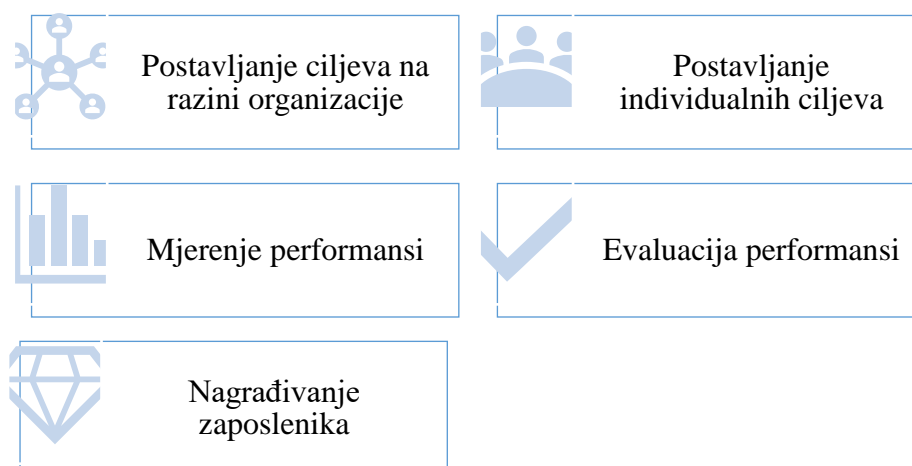 Postavljanje ciljeva na
razini organizacije
Postavljanje
individualnih ciljeva
Mjerenje performansi
Evaluacija performansi
Nagrađivanje
zaposlenika